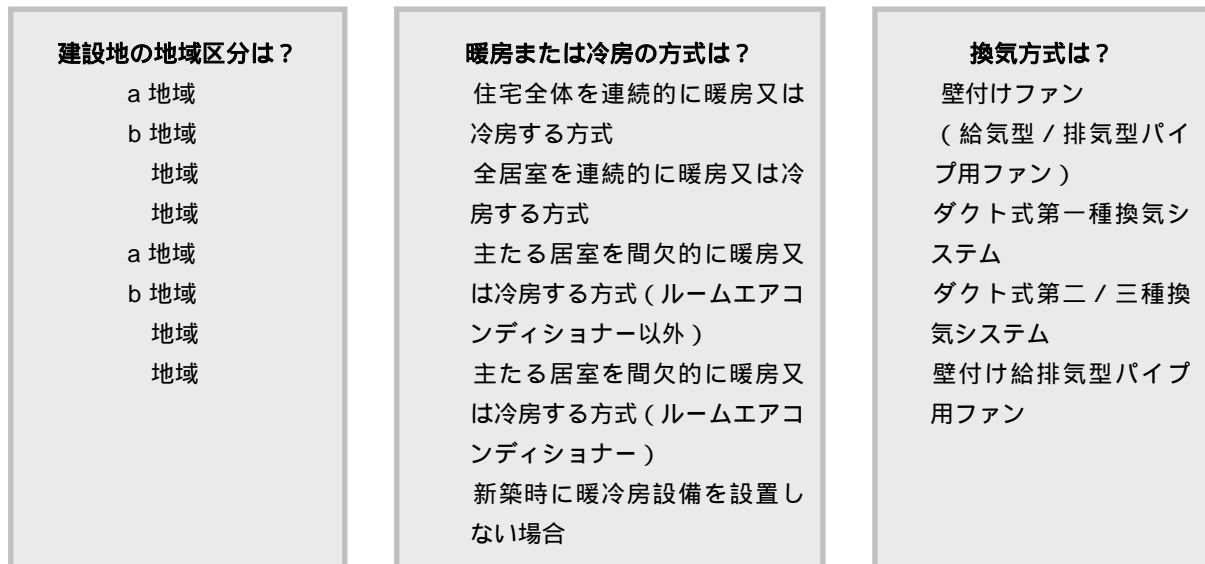 建設地の地域区分は？
a 地域
b 地域
地域
地域
a 地域
b 地域
地域
地域
暖房または冷房の方式は？
住宅全体を連続的に暖房又は
冷房する方式
全居室を連続的に暖房又は冷
房する方式
主たる居室を間欠的に暖房又
は冷房する方式（ルームエアコ
ンディショナー以外）
主たる居室を間欠的に暖房又
は冷房する方式（ルームエアコ
ンディショナー）
新築時に暖冷房設備を設置し
ない場合
換気方式は？
壁付けファン
（給気型／排気型パイ
プ用ファン）
ダクト式第一種換気シ
ステム
ダクト式第二／三種換
気システム
壁付け給排気型パイプ
用ファン